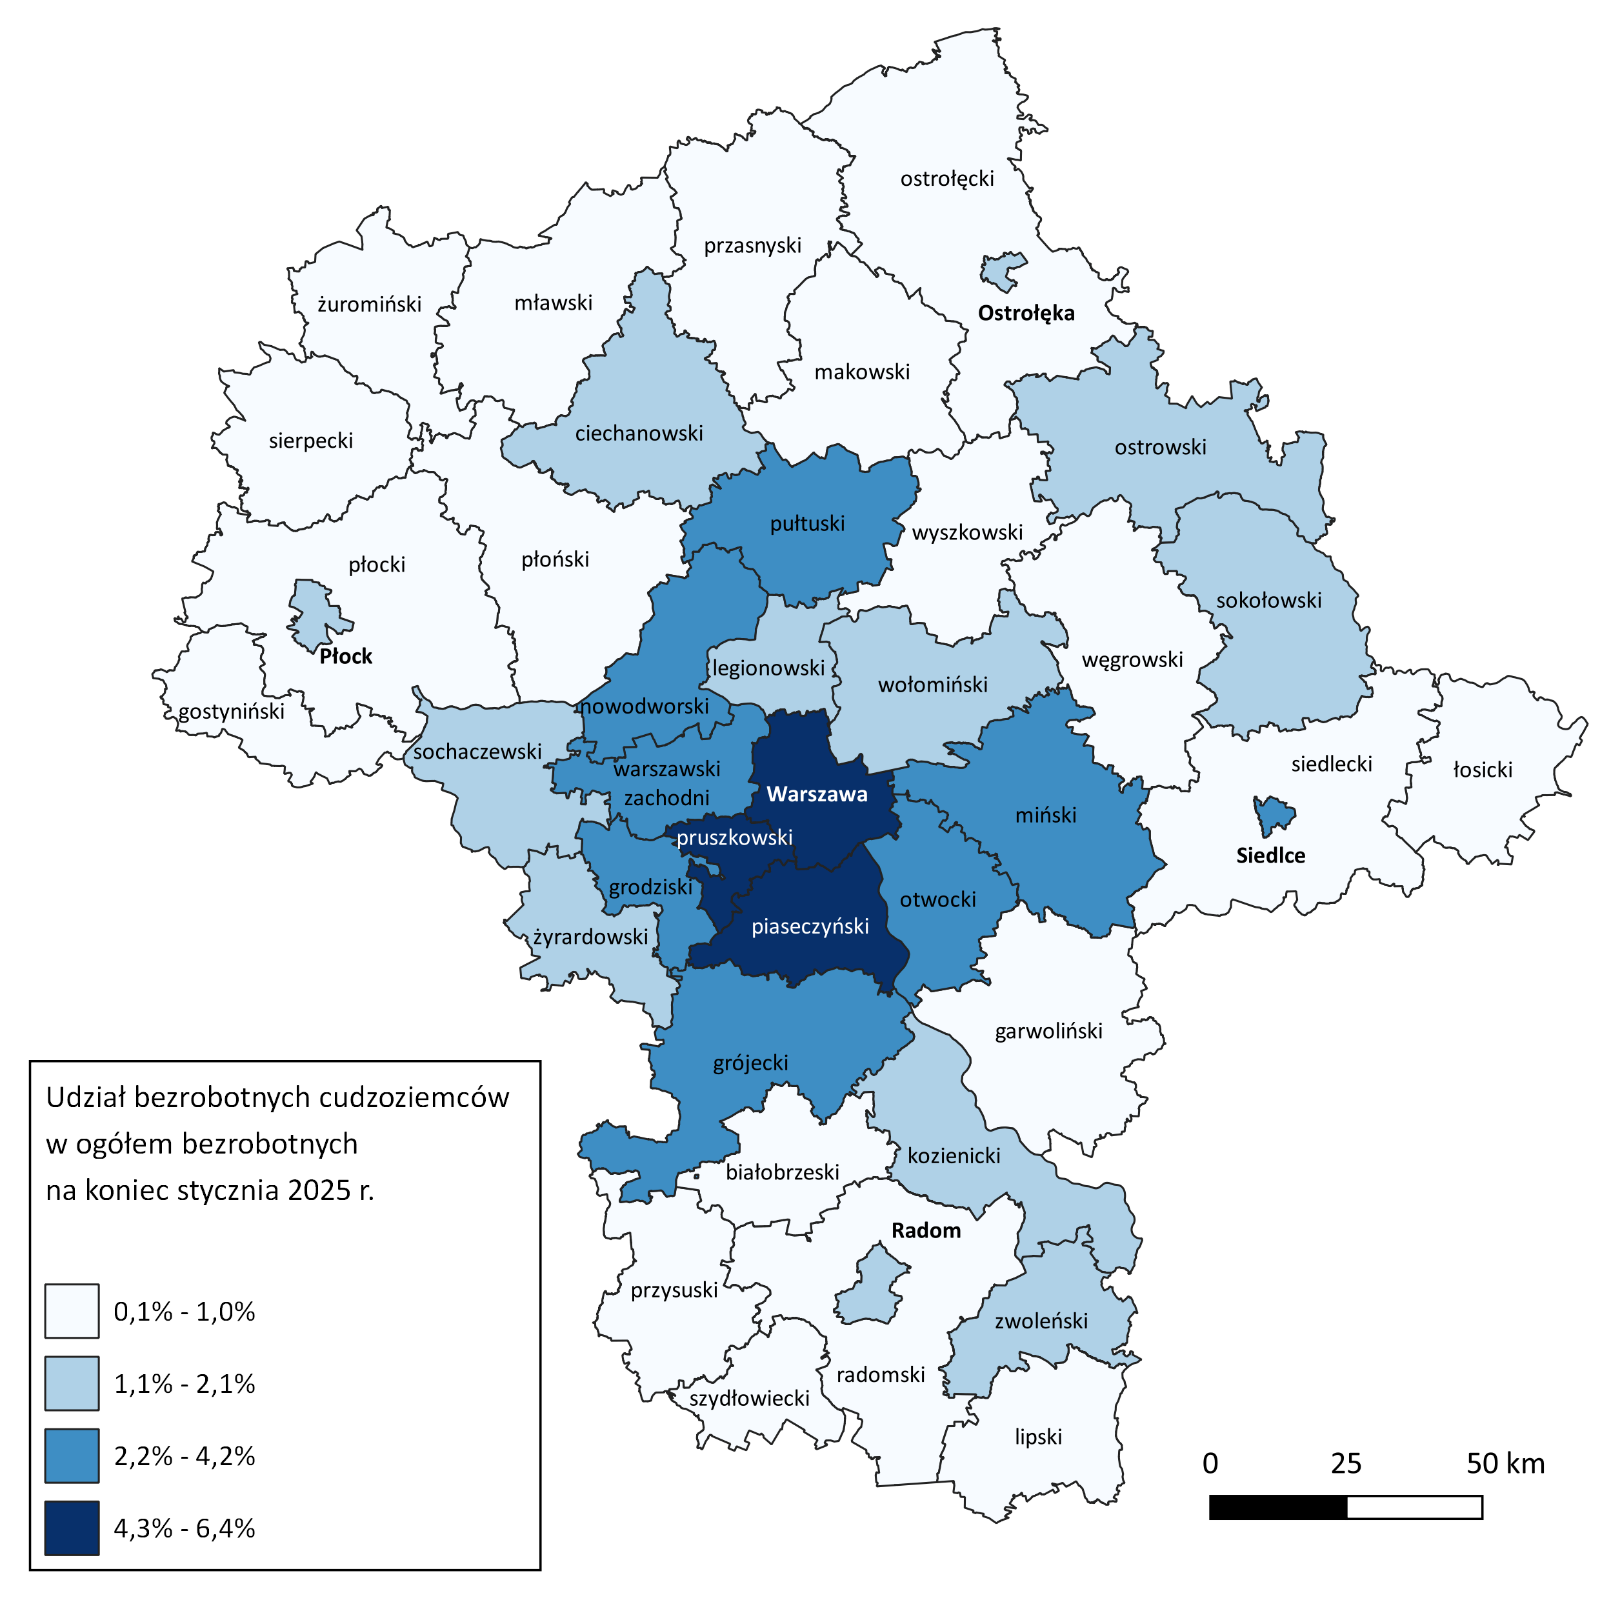 ostrołęcki
przasnyski
żuromiński
mławski
Ostrołęka
makowski
sierpecki
ciechanowski
ostrowski
pułtuski
wyszkowski
płocki
płoński
sokołowski
Płock
legionowski
wołomiński
węgrowski
gostyniński
nowodworski
sochaczewski
warszawski
zachodni
siedlecki
łosicki
Warszawa
miński
pruszkowski
Siedlce
grodziski
otwocki
piaseczyński
żyrardowski
garwoliński
grójecki
kozienicki
białobrzeski
Radom
przysuski
zwoleński
radomski
szydłowiecki
lipski
Udział bezrobotnych cudzoziemców
w ogółem bezrobotnych
na koniec stycznia 2025 r.
0,1% - 1,0%
1,1% - 2,1%
2,2% - 4,2%
4,3% - 6,4%
0 25 50 km